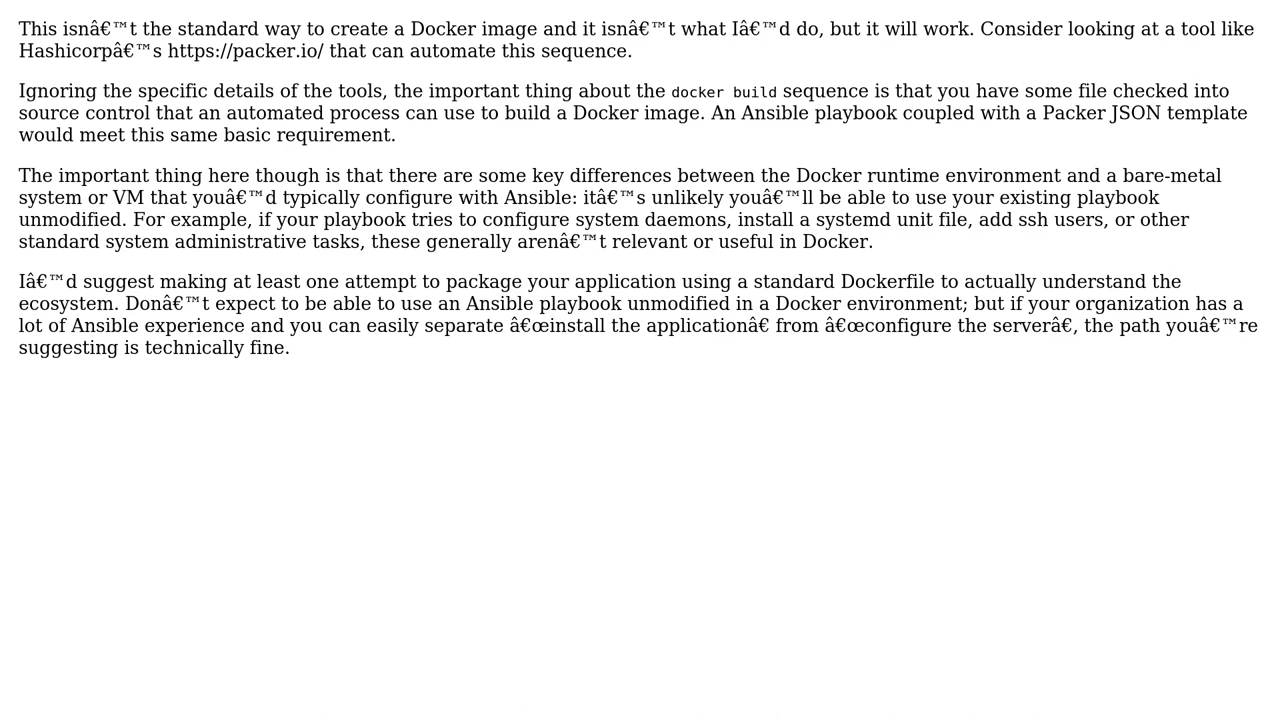 This isnâ€™t the standard way to create a Docker image and it isnâ€™t what Iâ€™d do, but it will work. Consider looking at a tool like
Hashicorpâ€™s https://packer.io/ that can automate this sequence.
Ignoring the specific details of the tools, the important thing about the docker build sequence is that you have some file checked into
source control that an automated process can use to build a Docker image. An Ansible playbook coupled with a Packer JSON template
would meet this same basic requirement.
The important thing here though is that there are some key differences between the Docker runtime environment and a bare-metal
system or VM that youâ€™d typically configure with Ansible: itâ€™s unlikely youâ€™ll be able to use your existing playbook
unmodified. For example, if your playbook tries to configure system daemons, install a systemd unit file, add ssh users, or other
standard system administrative tasks, these generally arenâ€™t relevant or useful in Docker.
Iâ€™d suggest making at least one attempt to package your application using a standard Dockerfile to actually understand the
ecosystem. Donâ€™t expect to be able to use an Ansible playbook unmodified in a Docker environment; but if your organization has a
lot of Ansible experience and you can easily separate â€œinstall the applicationâ€ from â€œconfigure the serverâ€, the path youâ€™re
suggesting is technically fine.